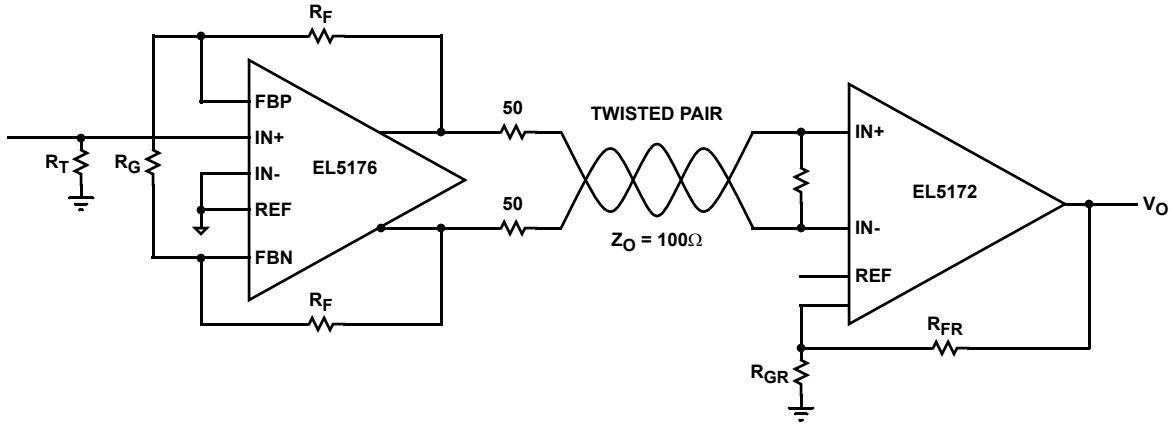 RF
FBP
IN+
RT
RG
IN-
EL5176
REF
FBN
RF
50
50
TWISTED PAIR
ZO = 100Ω
IN+
EL5172
IN-
REF
VO
RFR
RGR